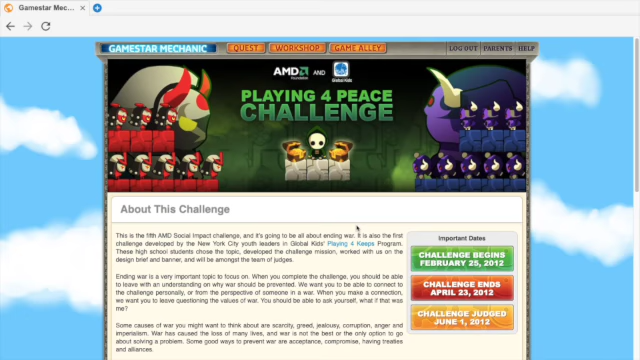 Gamestar Mec...
GAMESTAR MECHANIC
QUEST
WORKSHOP
GAME ALLEY
LOG OUT
PARENTS
HELP
AMD
AND
Global Kids
PLAYING 4 PEACE
CHALLENGE
About This Challenge
This is the fifth AMD Social Impact challenge, and it's going to be all about ending war. It is also the first
challenge developed by the New York City youth leaders in Global Kids' Playing 4 Keeps Program.
These high school students chose the topic, developed the challenge mission, worked with us on the
design brief and banner, and will be amongst the team of judges.
Ending war is a very important topic to focus on. When you complete the challenge, you should be able
to leave with an understanding on why war should be prevented. We want you to be able to connect to
the challenge personally, or from the perspective of someone in a war. When you make a connection,
we want you to leave questioning the values of war. You should be able to ask yourself, what if that was
me?
Some causes of war you might want to think about are scarcity, greed, jealousy, corruption, anger and
imperialism. War has caused the loss of many lives, and war is not the best or the only option to go
about solving a problem. Some good ways to prevent war are acceptance, compromise, having treaties
and alliances.
Important Dates
CHALLENGE BEGINS
FEBRUARY 25, 2012
CHALLENGE ENDS
APRIL 23, 2012
CHALLENGE JUDGED
JUNE 1, 2012